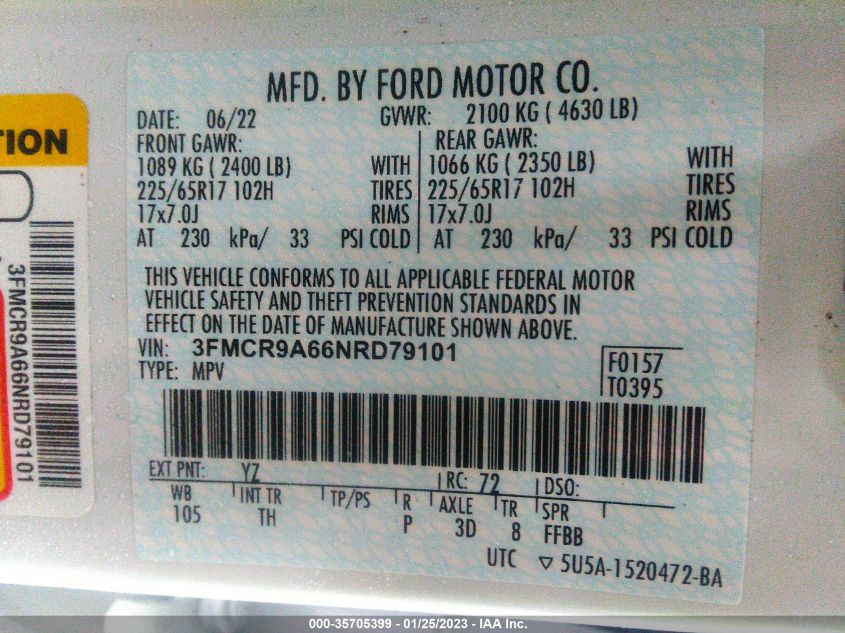 MFD. BY FORD MOTOR CO.
DATE: 06/22 GVWR: 2100 KG ( 4630 LB)
FRONT GAWR: REAR GAWR:
1089 KG ( 2400 LB) WITH 1066 KG ( 2350 LB) WITH
225/65R17 102H TIRES 225/65R17 102H TIRES
17x7.0J RIMS 17x7.0J RIMS
AT 230 kPa/ 33 PSI COLD AT 230 kPa/ 33 PSI COLD
THIS VEHICLE CONFORMS TO ALL APPLICABLE FEDERAL MOTOR
VEHICLE SAFETY AND THEFT PREVENTION STANDARDS IN
EFFECT ON THE DATE OF MANUFACTURE SHOWN ABOVE.
VIN: 3FMCR9A66NRD79101 F0157
TYPE: MPV T0395
EXT PNT: YZ RC: 72 DSO:
WB INT TR TP/PS R AXLE TR SPR
105 TH P 3D 8 FFBB
UTC ▽ 5U5A-1520472-BA
TION
3FMCR9A66NRD79101
000-35705399 - 01/25/2023 - IAA Inc.